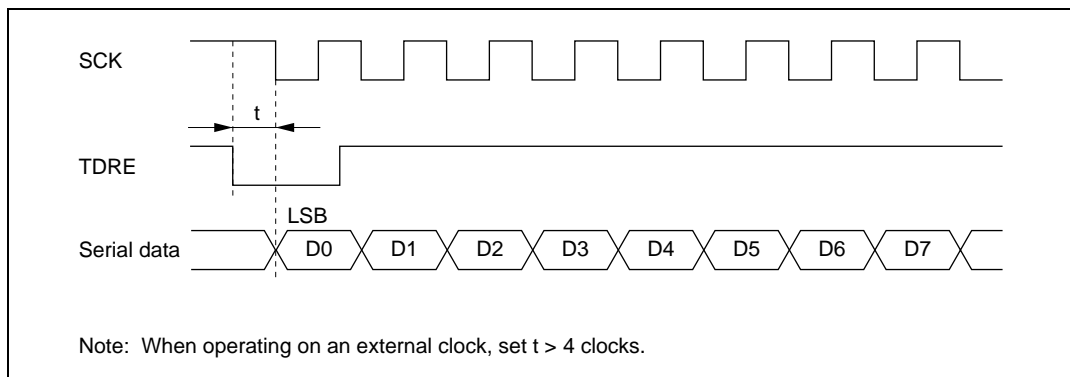 SCK
t
TDRE
LSB
Serial data D0 D1 D2 D3 D4 D5 D6 D7
Note: When operating on an external clock, set t > 4 clocks.